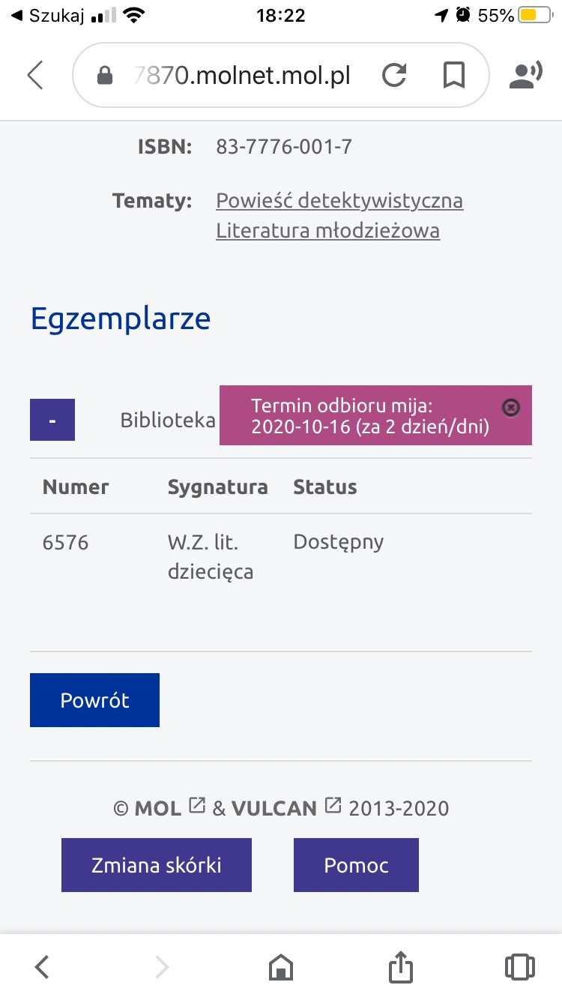 Szukaj 18:22 55%
7870.molnet.mol.pl
ISBN: 83-7776-001-7
Tematy: Powieść detektywistyczna
Literatura młodzieżowa
Egzemplarze
- Biblioteka
Termin odbioru mija:
2020-10-16 (za 2 dzień/dni)
Numer Sygnatura Status
6576 W.Z. lit. Dostępny
dziecięca
Powrót
© MOL & VULCAN 2013-2020
Zmiana skórki Pomoc